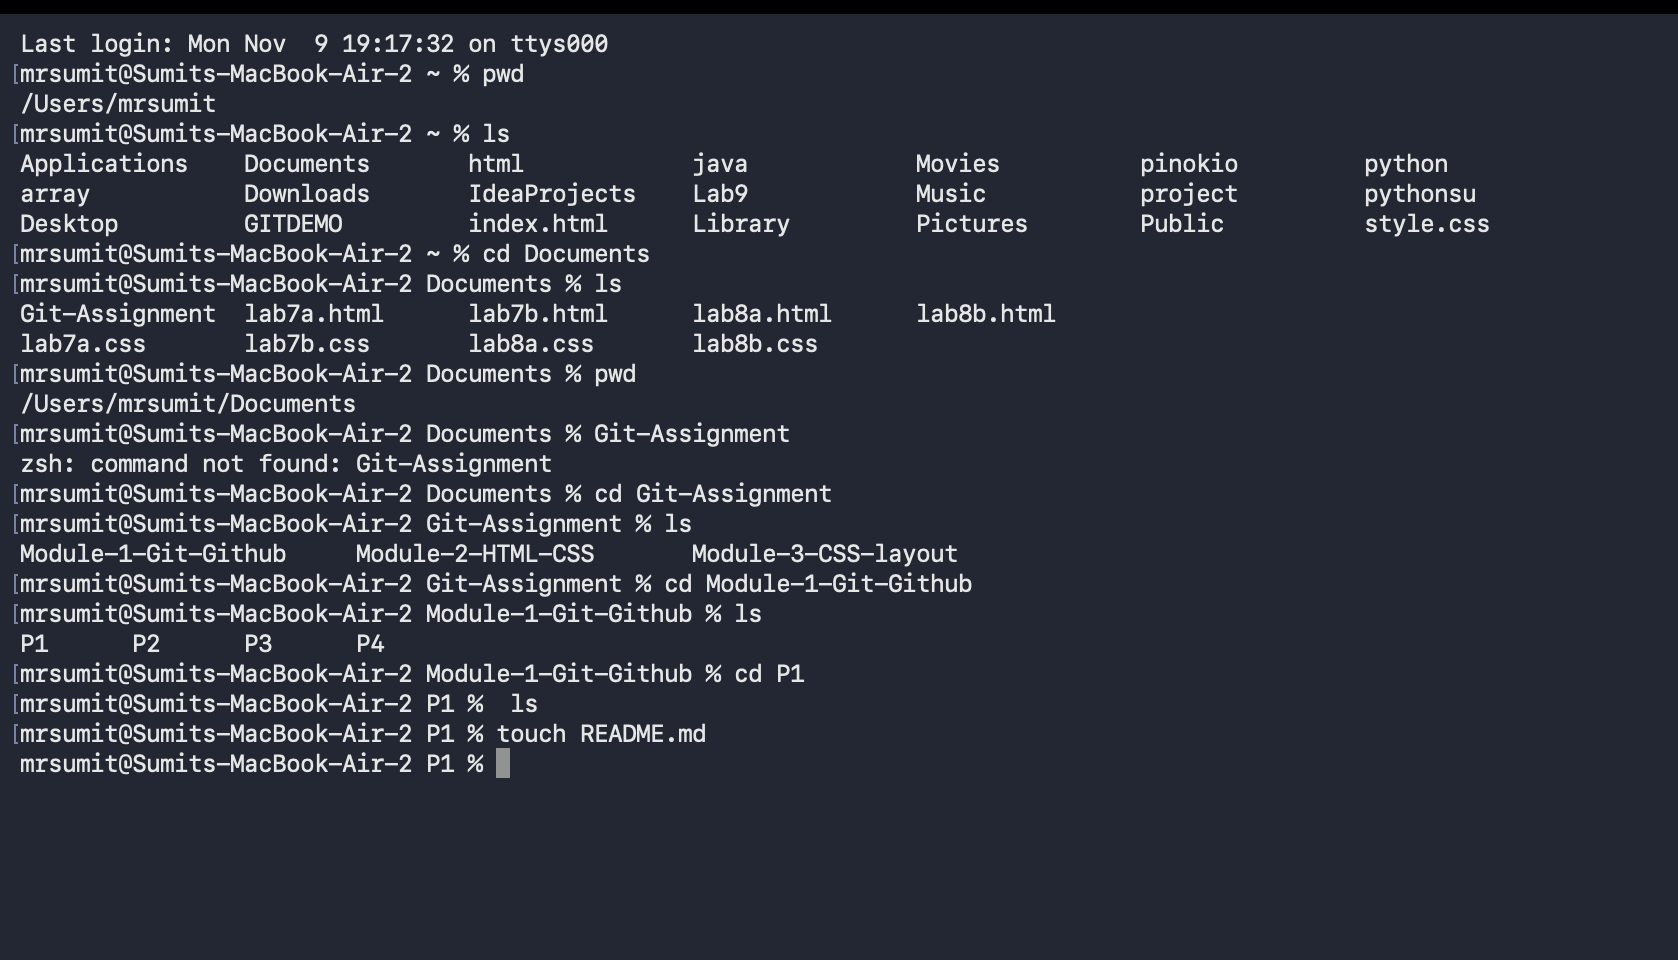 Last login: Mon Nov  9 19:17:32 on ttys000
[mrsumit@Sumits-MacBook-Air-2 ~ % pwd
/Users/mrsumit
[mrsumit@Sumits-MacBook-Air-2 ~ % ls
Applications    Documents       html            java            Movies          pinokio         python
array           Downloads       IdeaProjects    Lab9            Music           project         pythonsu
Desktop         GITDEMO         index.html      Library         Pictures        Public          style.css
[mrsumit@Sumits-MacBook-Air-2 ~ % cd Documents
[mrsumit@Sumits-MacBook-Air-2 Documents % ls
Git-Assignment  lab7a.html      lab7b.html      lab8a.html      lab8b.html
lab7a.css       lab7b.css       lab8a.css       lab8b.css
[mrsumit@Sumits-MacBook-Air-2 Documents % pwd
/Users/mrsumit/Documents
[mrsumit@Sumits-MacBook-Air-2 Documents % Git-Assignment
zsh: command not found: Git-Assignment
[mrsumit@Sumits-MacBook-Air-2 Documents % cd Git-Assignment
[mrsumit@Sumits-MacBook-Air-2 Git-Assignment % ls
Module-1-Git-Github     Module-2-HTML-CSS       Module-3-CSS-layout
[mrsumit@Sumits-MacBook-Air-2 Git-Assignment % cd Module-1-Git-Github
[mrsumit@Sumits-MacBook-Air-2 Module-1-Git-Github % ls
P1      P2      P3      P4
[mrsumit@Sumits-MacBook-Air-2 Module-1-Git-Github % cd P1
[mrsumit@Sumits-MacBook-Air-2 P1 %  ls
[mrsumit@Sumits-MacBook-Air-2 P1 % touch README.md
mrsumit@Sumits-MacBook-Air-2 P1 %